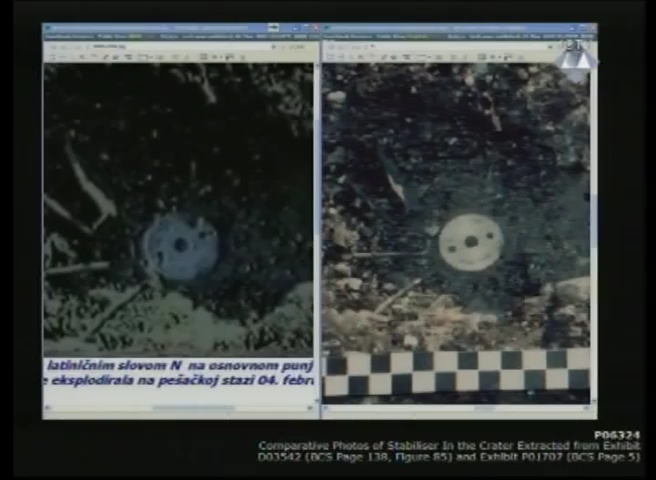 latiničnim slovom N na osnovnom punj
e eksplodirala na pešačkoj stazi 04. febru
P06324
Comparative Photos of Stabiliser In the Crater Extracted from Exhibit
D03542 (BCS Page 138, Figure 85) and Exhibit P01707 (BCS Page 5)